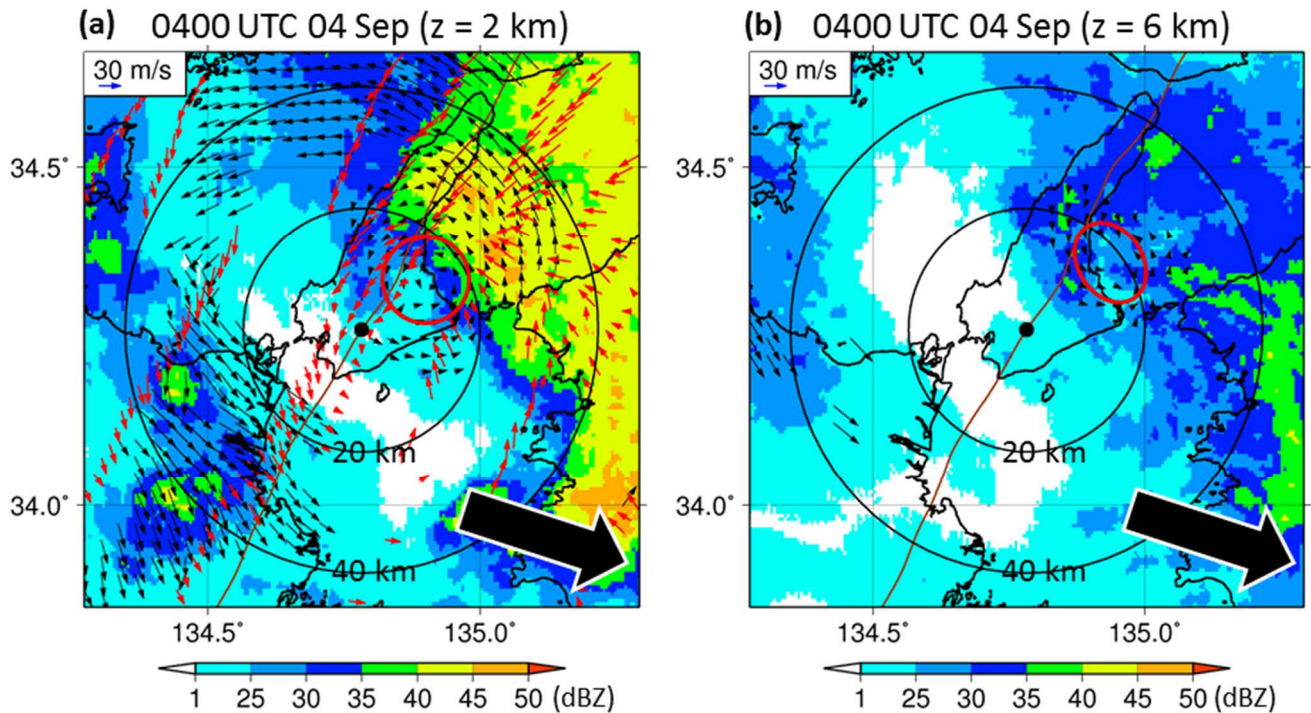 (a) 0400 UTC 04 Sep (z = 2 km)
30 m/s
34.5°
34.0°
20 km
40 km
134.5° 135.0°
1 25 30 35 40 45 50 (dBZ)
(b) 0400 UTC 04 Sep (z = 6 km)
30 m/s
34.5°
34.0°
20 km
40 km
134.5° 135.0°
1 25 30 35 40 45 50 (dBZ)